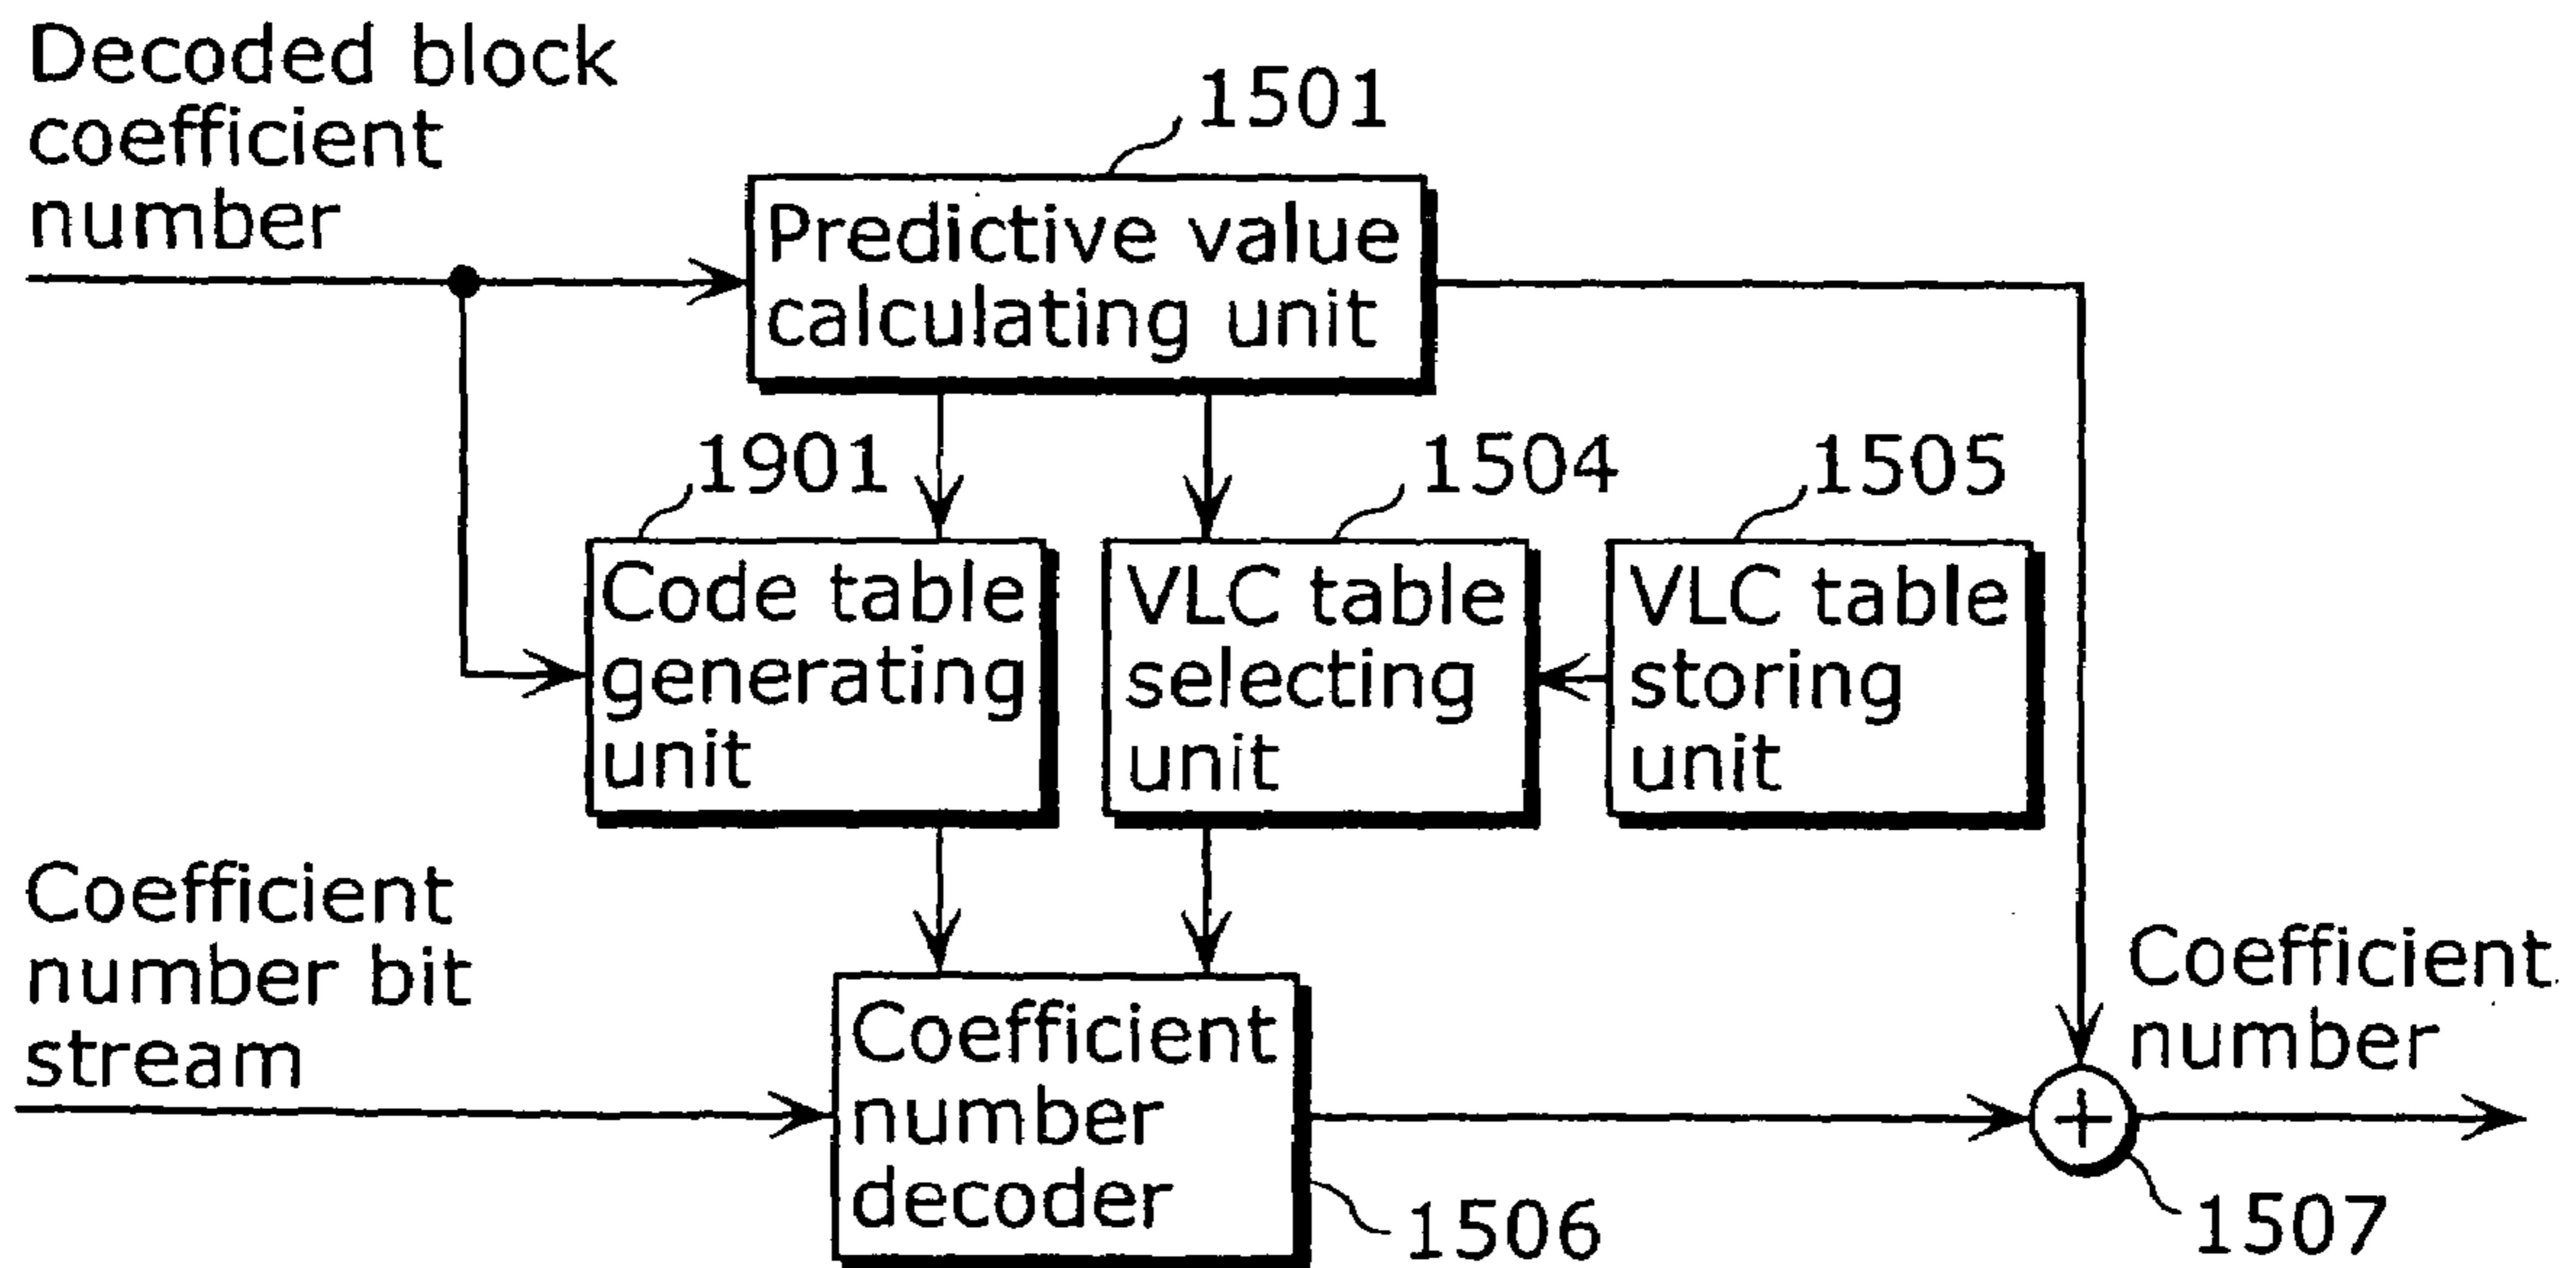 Decoded block
coefficient
number
1501
Predictive value
calculating unit
1901
1504
1505
Code table
generating
unit
VLC table
selecting
unit
VLC table
storing
unit
Coefficient
number bit
stream
Coefficient
number
decoder
Coefficient
number
+
1506
1507